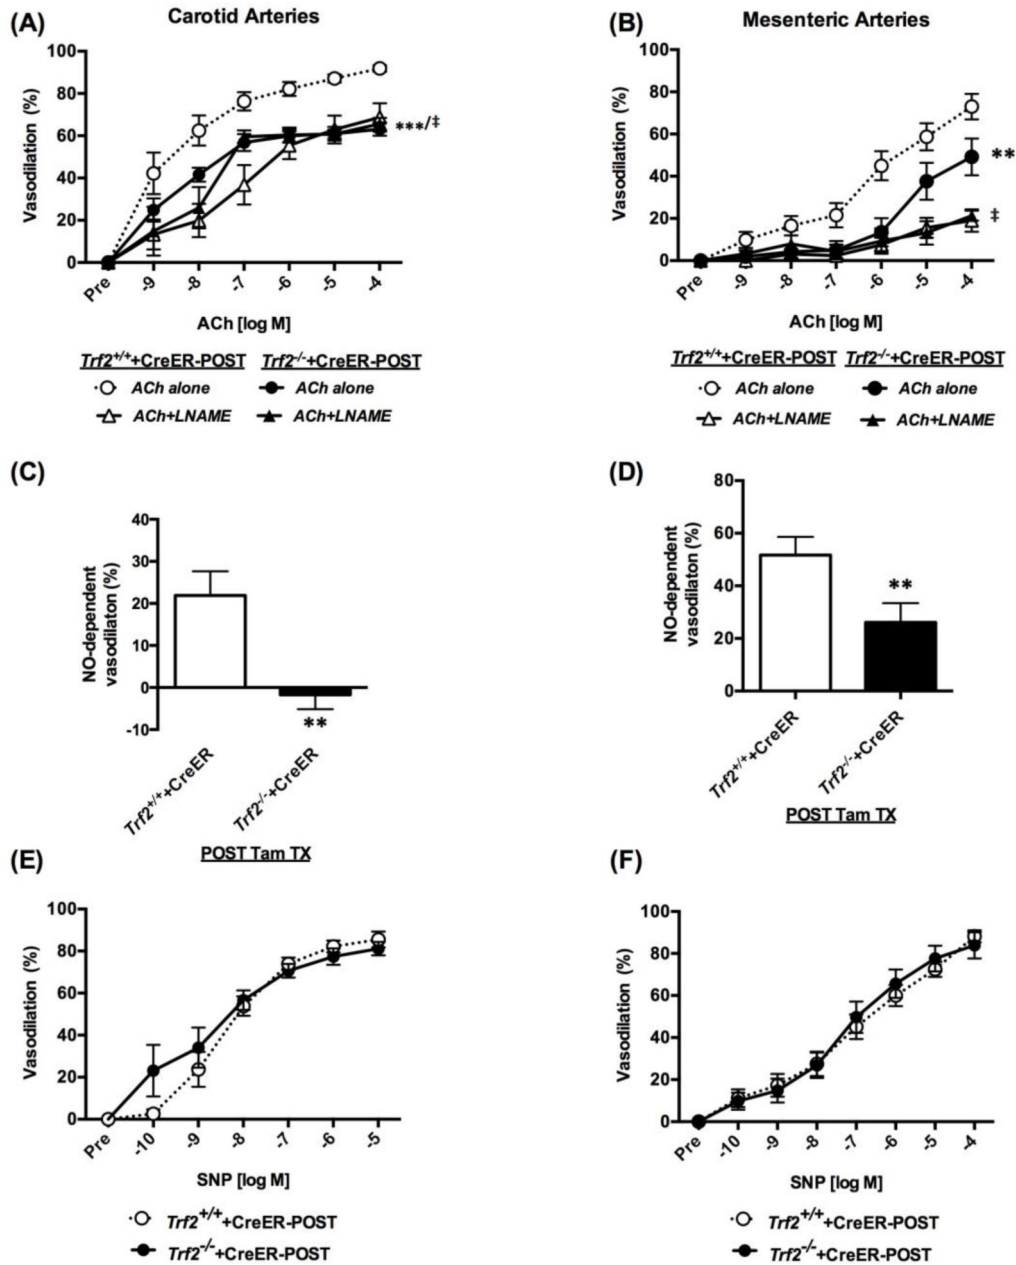 (A)
Carotid Arteries
Vasodilation (%)
100
80
60
40
20
0
***/‡
Pre
-9
-8
-7
-6
-5
-4
ACh [log M]
Trf2+/++CreER-POST Trf2-/-+CreER-POST
ACh alone ACh alone
ACh+LNAME ACh+LNAME
(B)
Mesenteric Arteries
Vasodilation (%)
100
80
60
40
20
0
**
‡
Pre
-9
-8
-7
-6
-5
-4
ACh [log M]
Trf2+/++CreER-POST Trf2-/-+CreER-POST
ACh alone ACh alone
ACh+LNAME ACh+LNAME
(C)
NO-dependent
vasodilaton (%)
40
30
20
10
0
-10
**
Trf2+/++CreER
Trf2-/-+CreER
POST Tam TX
(D)
NO-dependent
vasodilaton (%)
80
60
40
20
0
**
Trf2+/++CreER
Trf2-/-+CreER
POST Tam TX
(E)
Vasodilation (%)
100
80
60
40
20
0
Pre
-10
-9
-8
-7
-6
-5
SNP [log M]
Trf2+/++CreER-POST
Trf2-/-+CreER-POST
(F)
Vasodilation (%)
100
80
60
40
20
0
Pre
-10
-9
-8
-7
-6
-5
-4
SNP [log M]
Trf2+/++CreER-POST
Trf2-/-+CreER-POST